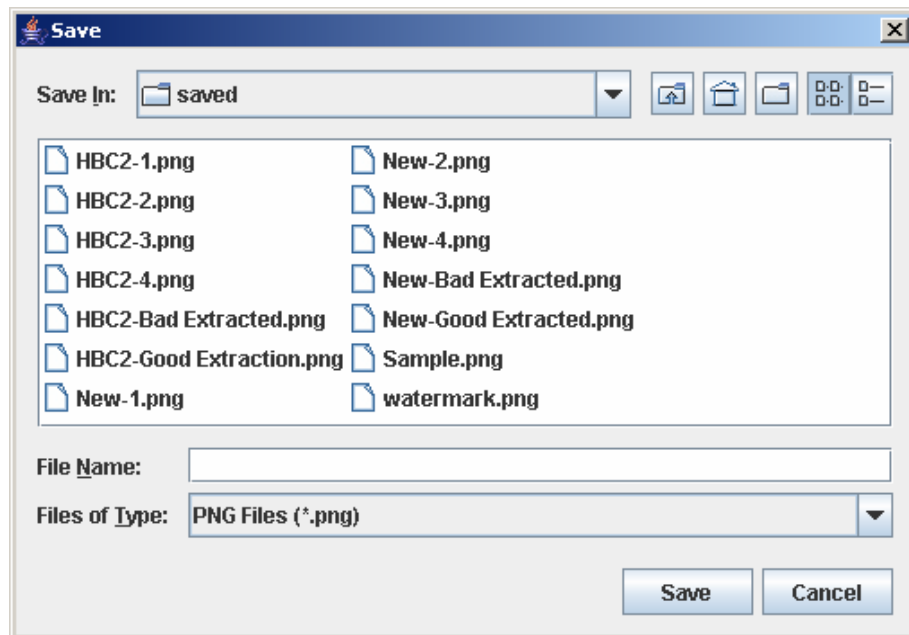 Save
Save In: saved
HBC2-1.png
HBC2-2.png
HBC2-3.png
HBC2-4.png
HBC2-Bad Extracted.png
HBC2-Good Extraction.png
New-1.png
New-2.png
New-3.png
New-4.png
New-Bad Extracted.png
New-Good Extracted.png
Sample.png
watermark.png
File Name:
Files of Type: PNG Files (*.png)
Save Cancel